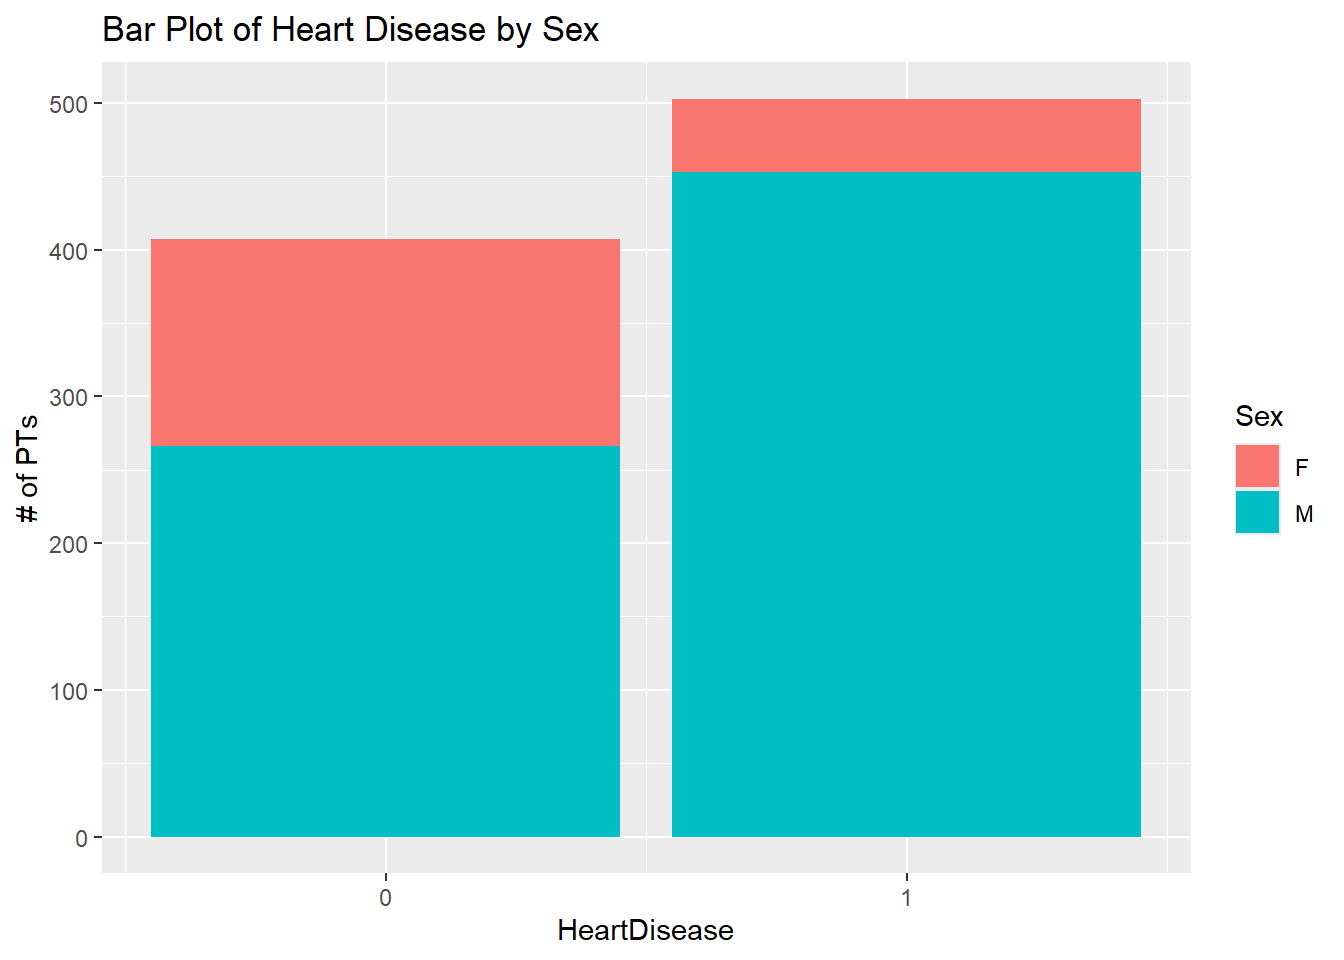 Bar Plot of Heart Disease by Sex
500
400
300
200
100
0
# of PTs
0 1
HeartDisease
Sex
F
M